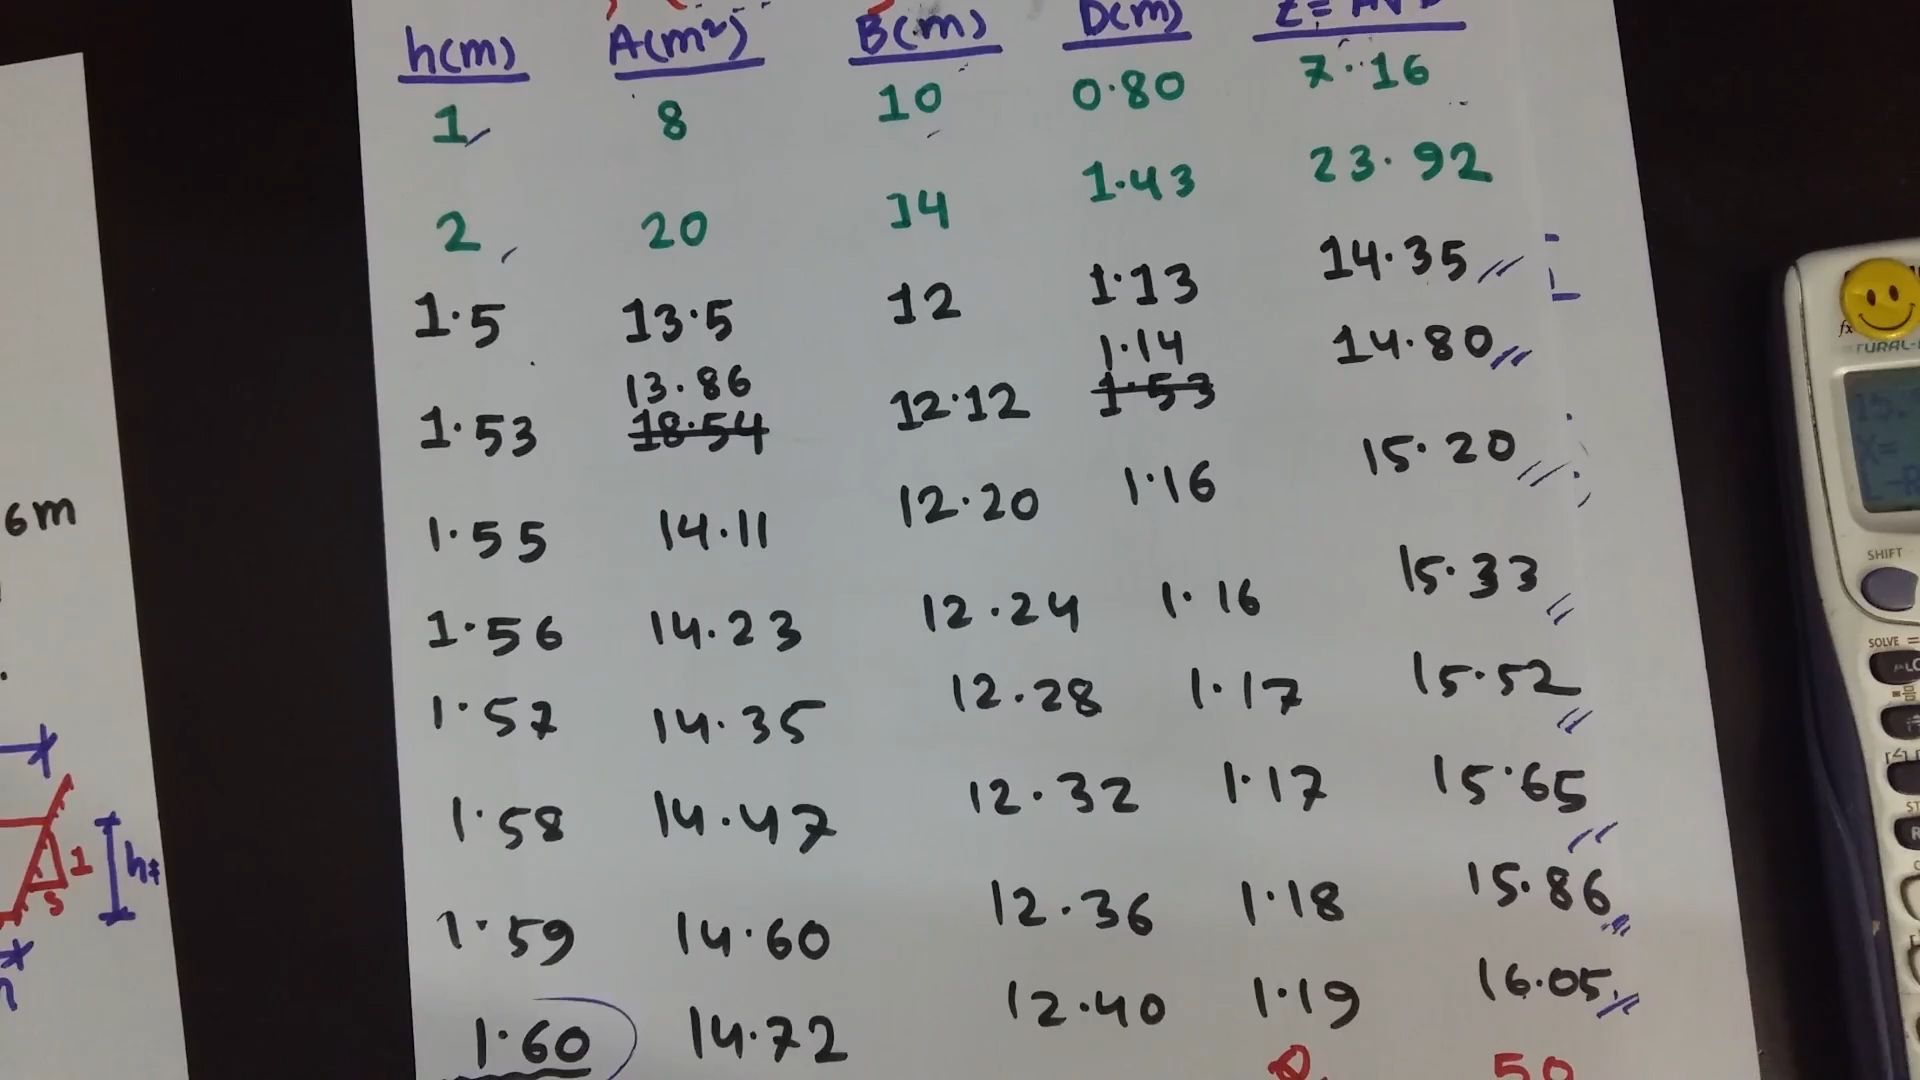 h(m) A(m²) B(m) D(m) Z=A√D
1 8 10 0.80 7.16
2 20 14 1.43 23.92
1.5 13.5 12 1.13 14.35
13.86 1.14
1.53 18.54 12.12 1.53 14.80
1.55 14.11 12.20 1.16 15.20
1.56 14.23 12.24 1.16 15.33
1.57 14.35 12.28 1.17 15.52
1.58 14.47 12.32 1.17 15.65
1.59 14.60 12.36 1.18 15.86
1.60 14.72 12.40 1.19 16.05
50
6m
1
s
SHIFT
SOLVE =